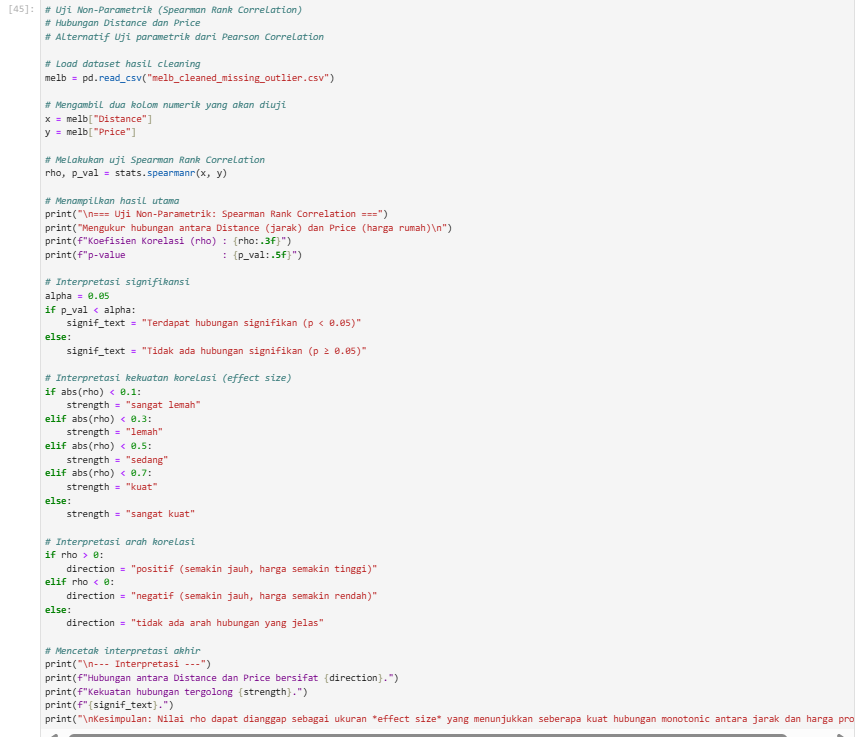 [45]: # Uji Non-Parametrik (Spearman Rank Correlation)
# Hubungan Distance dan Price
# Alternatif Uji parametrik dari Pearson Correlation
# Load dataset hasil cleaning
melb = pd.read_csv("melb_cleaned_missing_outlier.csv")
# Mengambil dua kolom numerik yang akan diuji
x = melb["Distance"]
y = melb["Price"]
# Melakukan uji Spearman Rank Correlation
rho, p_val = stats.spearmanr(x, y)
# Menampilkan hasil utama
print("\n=== Uji Non-Parametrik: Spearman Rank Correlation ===")
print("Mengukur hubungan antara Distance (jarak) dan Price (harga rumah)\n")
print(f"Koefisien Korelasi (rho) : {rho:.3f}")
print(f"p-value                  : {p_val:.5f}")
# Interpretasi signifikansi
alpha = 0.05
if p_val < alpha:
    signif_text = "Terdapat hubungan signifikan (p < 0.05)"
else:
    signif_text = "Tidak ada hubungan signifikan (p ≥ 0.05)"
# Interpretasi kekuatan korelasi (effect size)
if abs(rho) < 0.1:
    strength = "sangat lemah"
elif abs(rho) < 0.3:
    strength = "lemah"
elif abs(rho) < 0.5:
    strength = "sedang"
elif abs(rho) < 0.7:
    strength = "kuat"
else:
    strength = "sangat kuat"
# Interpretasi arah korelasi
if rho > 0:
    direction = "positif (semakin jauh, harga semakin tinggi)"
elif rho < 0:
    direction = "negatif (semakin jauh, harga semakin rendah)"
else:
    direction = "tidak ada arah hubungan yang jelas"
# Mencetak interpretasi akhir
print("\n--- Interpretasi ---")
print(f"Hubungan antara Distance dan Price bersifat {direction}.")
print(f"Kekuatan hubungan tergolong {strength}.")
print(f"{signif_text}.")
print("\nKesimpulan: Nilai rho dapat dianggap sebagai ukuran *effect size* yang menunjukkan seberapa kuat hubungan monotonic antara jarak dan harga pro